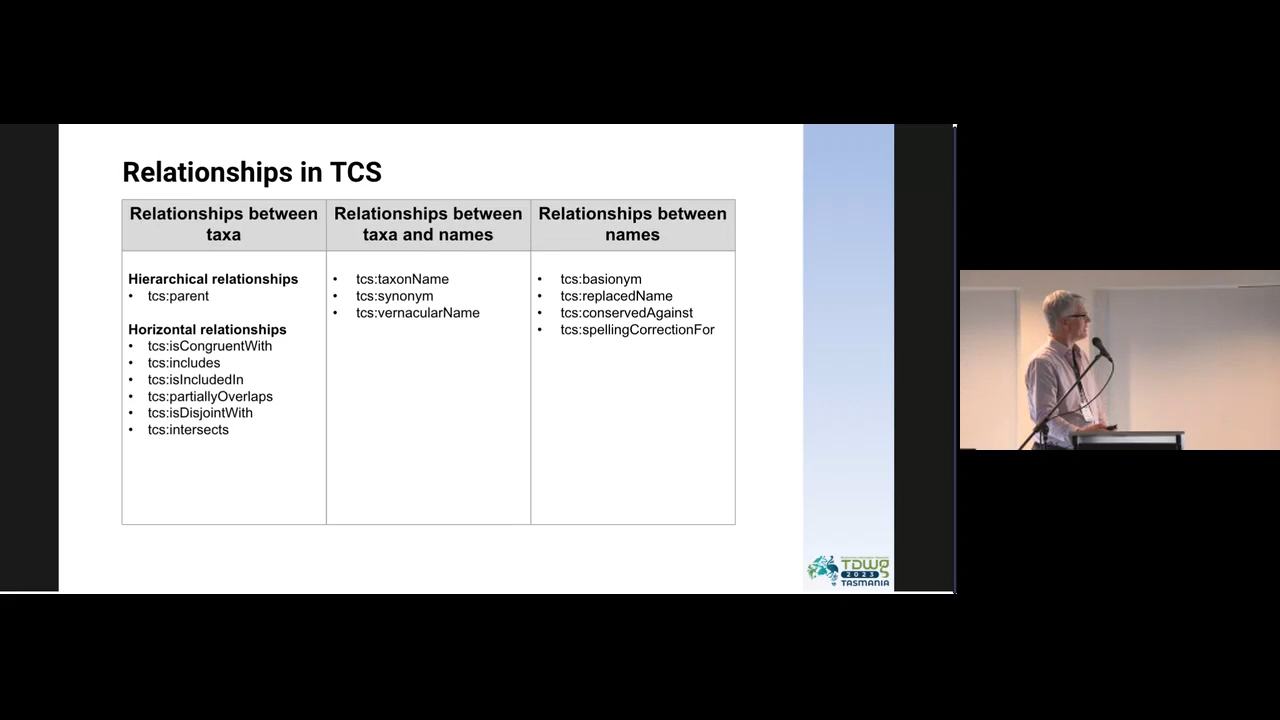 Relationships in TCS
Relationships between
taxa
Relationships between
taxa and names
Relationships between
names
Hierarchical relationships
• tcs:parent
Horizontal relationships
• tcs:isCongruentWith
• tcs:includes
• tcs:isIncludedIn
• tcs:partiallyOverlaps
• tcs:isDisjointWith
• tcs:intersects
• tcs:taxonName
• tcs:synonym
• tcs:vernacularName
• tcs:basionym
• tcs:replacedName
• tcs:conservedAgainst
• tcs:spellingCorrectionFor
TDWG
2023
TASMANIA